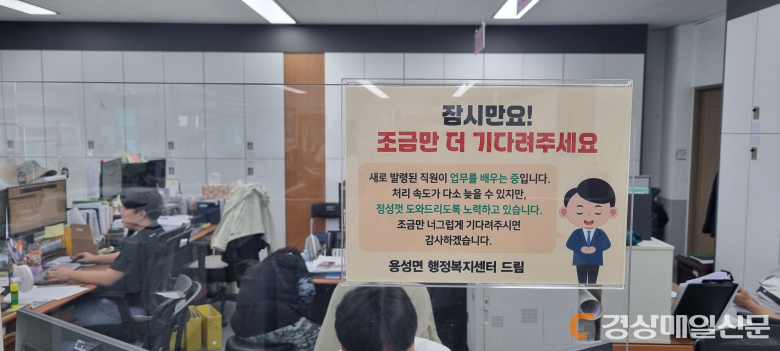 잠시만요!
조금만 더 기다려주세요
새로 발령된 직원이 업무를 배우는 중입니다.
처리 속도가 다소 늦을 수 있지만,
정성껏 도와드리도록 노력하고 있습니다.
조금만 너그럽게 기다려주시면
감사하겠습니다.
용성면 행정복지센터 드림
경상매일신문